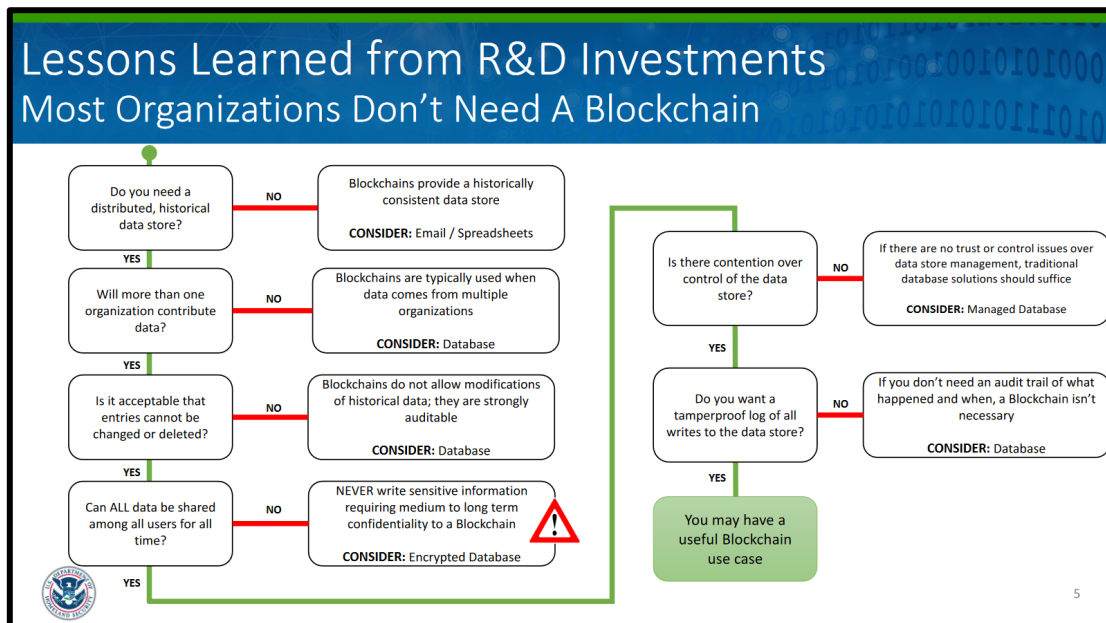 Lessons Learned from R&D Investments
Most Organizations Don't Need A Blockchain
Do you need a
distributed, historical
data store?
NO
Blockchains provide a historically
consistent data store
CONSIDER: Email / Spreadsheets
YES
Will more than one
organization contribute
data?
NO
Blockchains are typically used when
data comes from multiple
organizations
CONSIDER: Database
YES
Is it acceptable that
entries cannot be
changed or deleted?
NO
Blockchains do not allow modifications
of historical data; they are strongly
auditable
CONSIDER: Database
YES
Can ALL data be shared
among all users for all
time?
NO
NEVER write sensitive information
requiring medium to long term
confidentiality to a Blockchain
CONSIDER: Encrypted Database
!
YES
Is there contention over
control of the data
store?
NO
If there are no trust or control issues over
data store management, traditional
database solutions should suffice
CONSIDER: Managed Database
YES
Do you want a
tamperproof log of all
writes to the data store?
NO
If you don't need an audit trail of what
happened and when, a Blockchain isn't
necessary
CONSIDER: Database
YES
You may have a
useful Blockchain
use case
U.S. DEPARTMENT OF
HOMELAND SECURITY
5